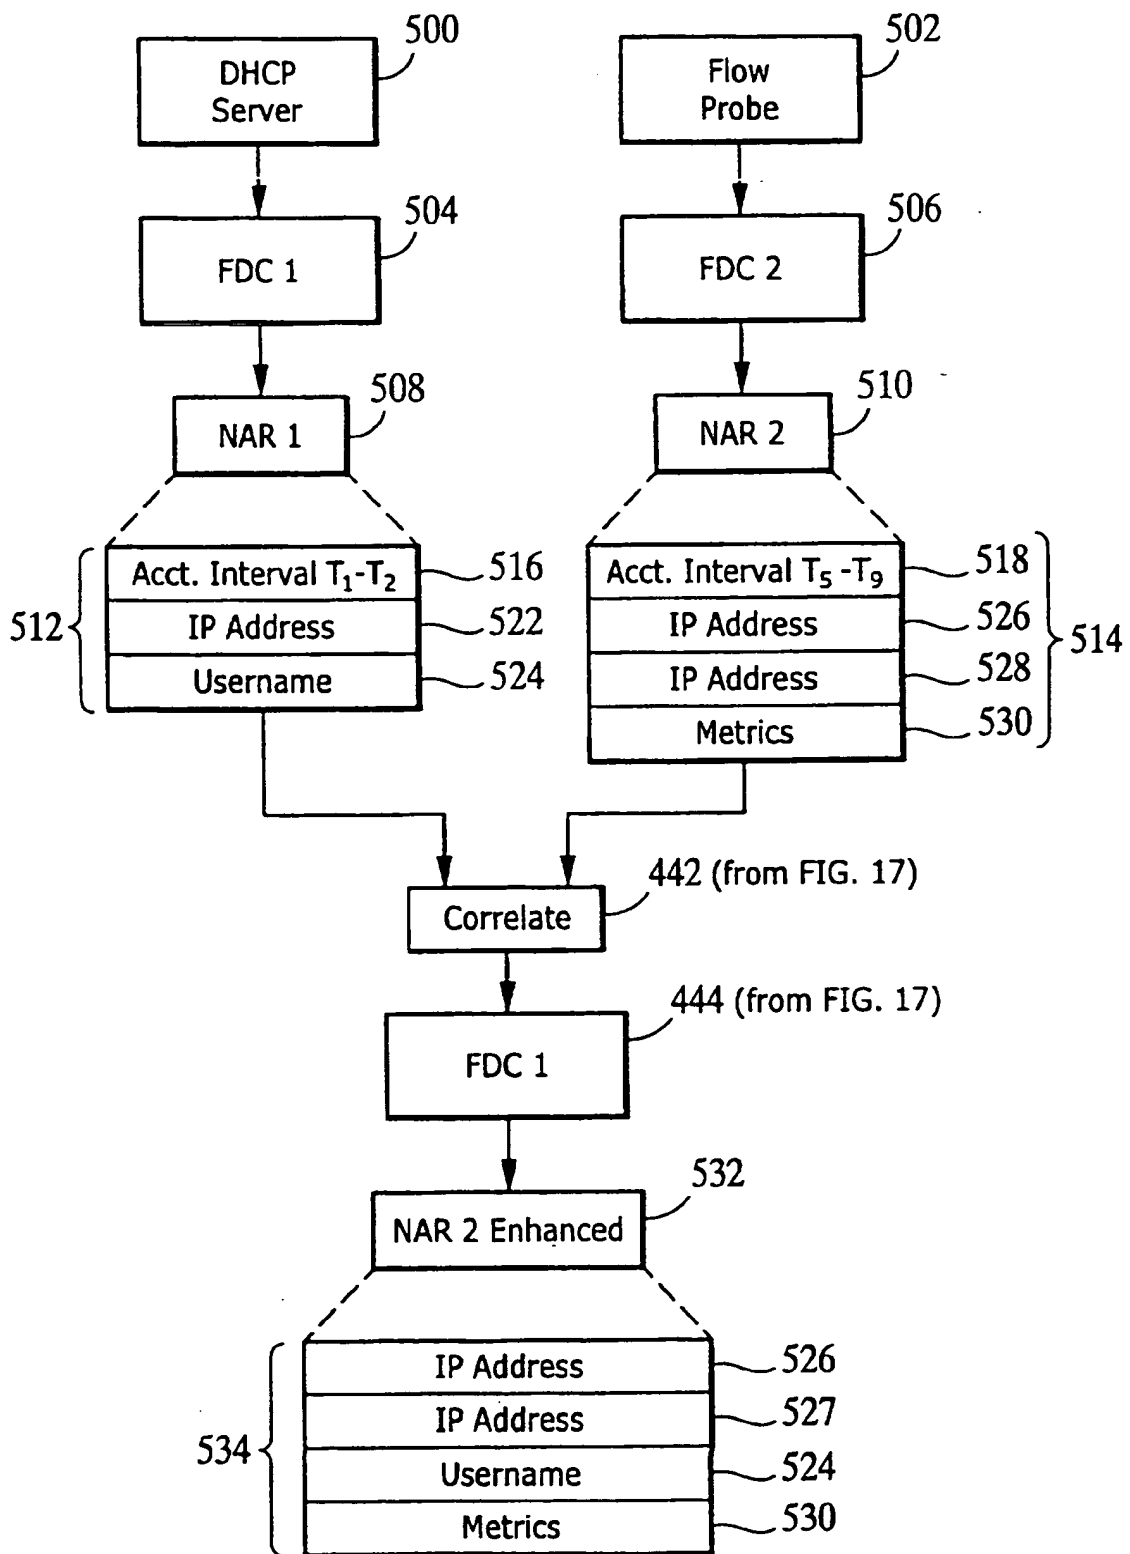 500
DHCP
Server
502
Flow
Probe
504
FDC 1
506
FDC 2
508
NAR 1
510
NAR 2
512
Acct. Interval T₁-T₂
516
IP Address
522
Username
524
Acct. Interval T₅-T₉
518
IP Address
526
IP Address
528
Metrics
530
514
442 (from FIG. 17)
Correlate
444 (from FIG. 17)
FDC 1
532
NAR 2 Enhanced
534
IP Address
526
IP Address
527
Username
524
Metrics
530